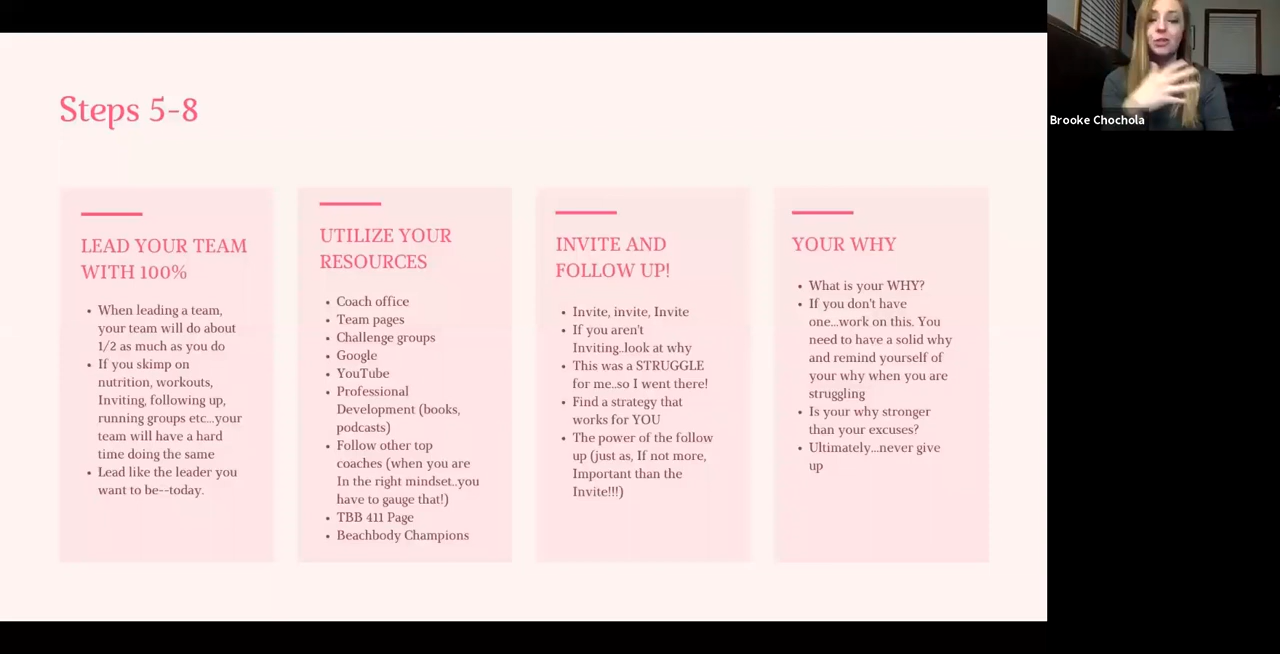 Steps 5-8
LEAD YOUR TEAM
WITH 100%
• When leading a team,
your team will do about
1/2 as much as you do
• If you skimp on
nutrition, workouts,
Inviting, following up,
running groups etc...your
team will have a hard
time doing the same
• Lead like the leader you
want to be--today.
UTILIZE YOUR
RESOURCES
• Coach office
• Team pages
• Challenge groups
• Google
• YouTube
• Professional
Development (books,
podcasts)
• Follow other top
coaches (when you are
In the right mindset..you
have to gauge that!)
• TBB 411 Page
• Beachbody Champions
INVITE AND
FOLLOW UP!
• Invite, invite, Invite
• If you aren't
Inviting..look at why
• This was a STRUGGLE
for me..so I went there!
• Find a strategy that
works for YOU
• The power of the follow
up (just as, If not more,
Important than the
Invite!!!)
YOUR WHY
• What is your WHY?
• If you don't have
one...work on this. You
need to have a solid why
and remind yourself of
your why when you are
struggling
• Is your why stronger
than your excuses?
• Ultimately...never give
up
Brooke Chochola